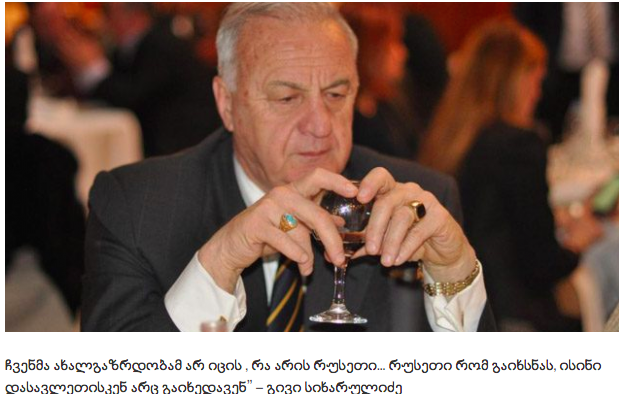 ჩვენმა ახალგაზრდობამ არ იცის , რა არის რუსეთი... რუსეთი რომ გაიხსნას, ისინი
დასავლეთისკენ არც გაიხედავენ” – გივი სიხარულიძე